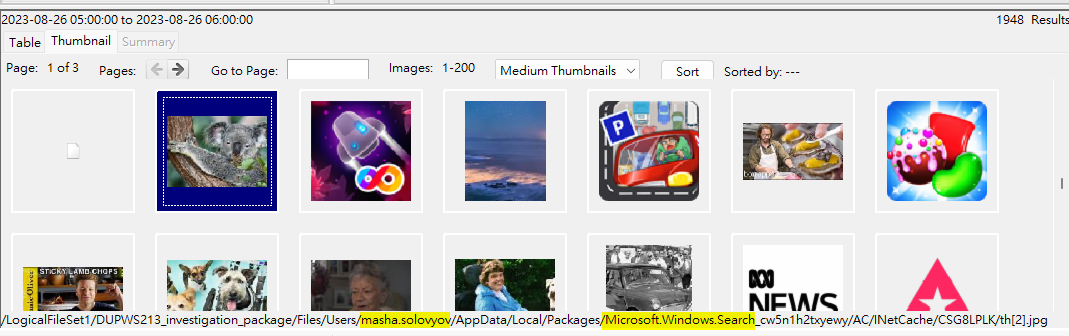 2023-08-26 05:00:00 to 2023-08-26 06:00:00 1948 Results
Table Thumbnail Summary
Page: 1 of 3 Pages: Go to Page: Images: 1-200 Medium Thumbnails Sort Sorted by: ---
P
STICKY LAMB CHOPS
ABC
NEWS
/LogicalFileSet1/DUPWS213_investigation_package/Files/Users/masha.solovyov/AppData/Local/Packages/Microsoft.Windows.Search_cw5n1h2txyewy/AC/INetCache/CSG8LPLK/th[2].jpg